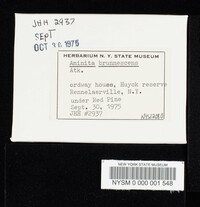 JHH 2937
SEPT
OCT 30 1975
HERBARIUM N. Y. STATE MUSEUM
Aminita brunnescens
Atk.
ordway house, Huyck reserve
Rensselaerville, N.Y.
under Red Pine
Sept. 30, 1975
JHH #2937
NEW YORK STATE MUSEUM
NYSM 0 000 001 548